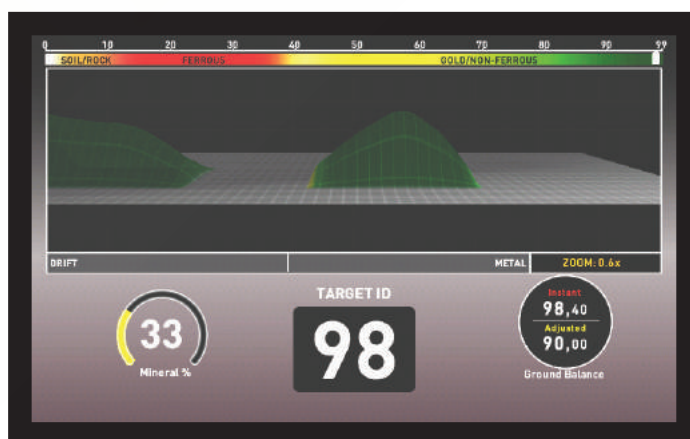 0 10 20 30 40 50 60 70 80 90 99
SOIL/ROCK FERROUS GOLD/NON-FERROUS
DRIFT METAL ZOOM: 0.6x
TARGET ID
98
33
Mineral %
Instant
98,40
Adjusted
90,00
Ground Balance